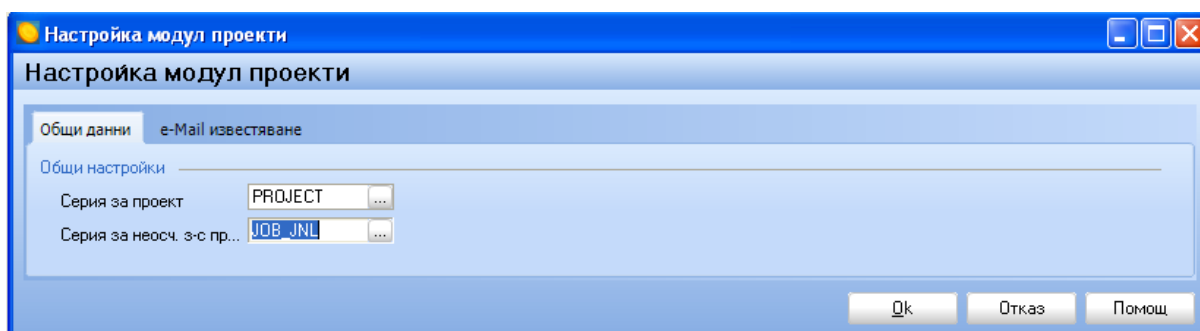 Настройка модул проекти
Настройка модул проекти
Общи данни e-Mail известяване
Общи настройки
Серия за проект PROJECT ...
Серия за неосч. з-с пр... JOB_JNL ...
Ok Отказ Помощ